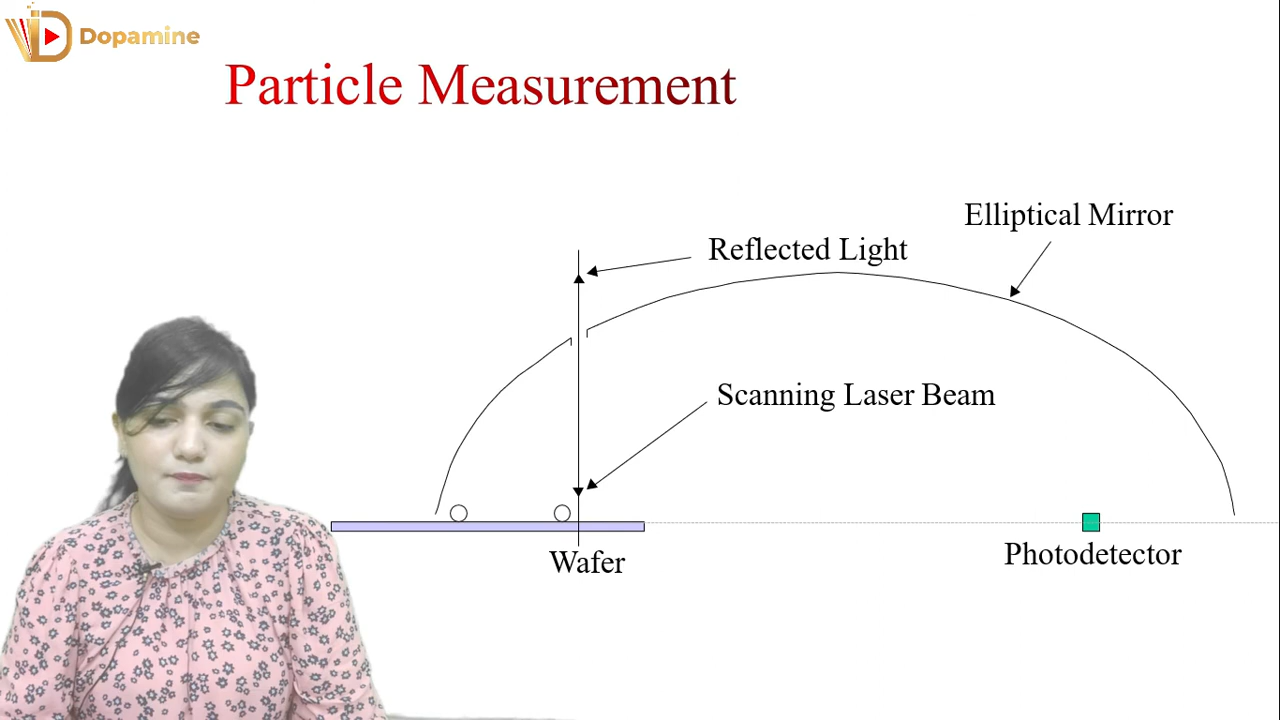 Dopamine
Particle Measurement
Elliptical Mirror
Reflected Light
Scanning Laser Beam
Wafer
Photodetector